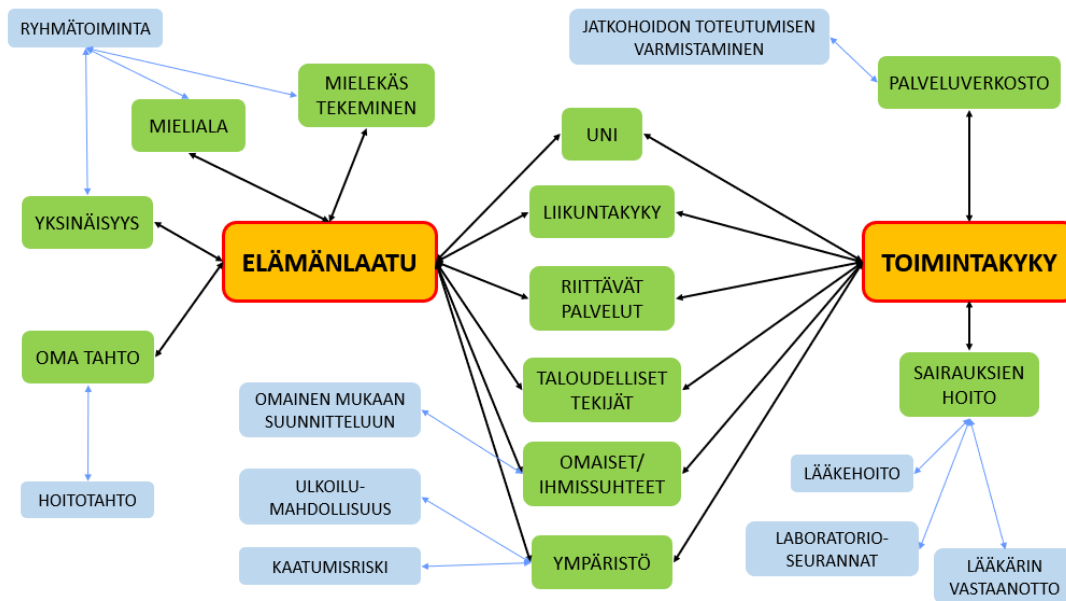 RYHMÄTOIMINTA
JATKOHOIDON TOTEUTUMISEN
VARMISTAMINEN
MIELEKÄS
TEKEMINEN
PALVELUVERKOSTO
MIELIALA
UNI
YKSINÄISYYS
LIIKUNTAKYKY
ELÄMÄNLAATU
TOIMINTAKYKY
RIITTÄVÄT
PALVELUT
OMA TAHTO
TALOUDELLISET
TEKIJÄT
SAIRAUKSIEN
HOITO
OMAINEN MUKAAN
SUUNNITTELUUN
OMAISET/
IHMISSUHTEET
LÄÄKEHOITO
HOITOTAHTO
ULKOILU-
MAHDOLLISUUS
LABORATORIO-
SEURANNAT
KAATUMISRISKI
YMPÄRISTÖ
LÄÄKÄRIN
VASTAANOTTO